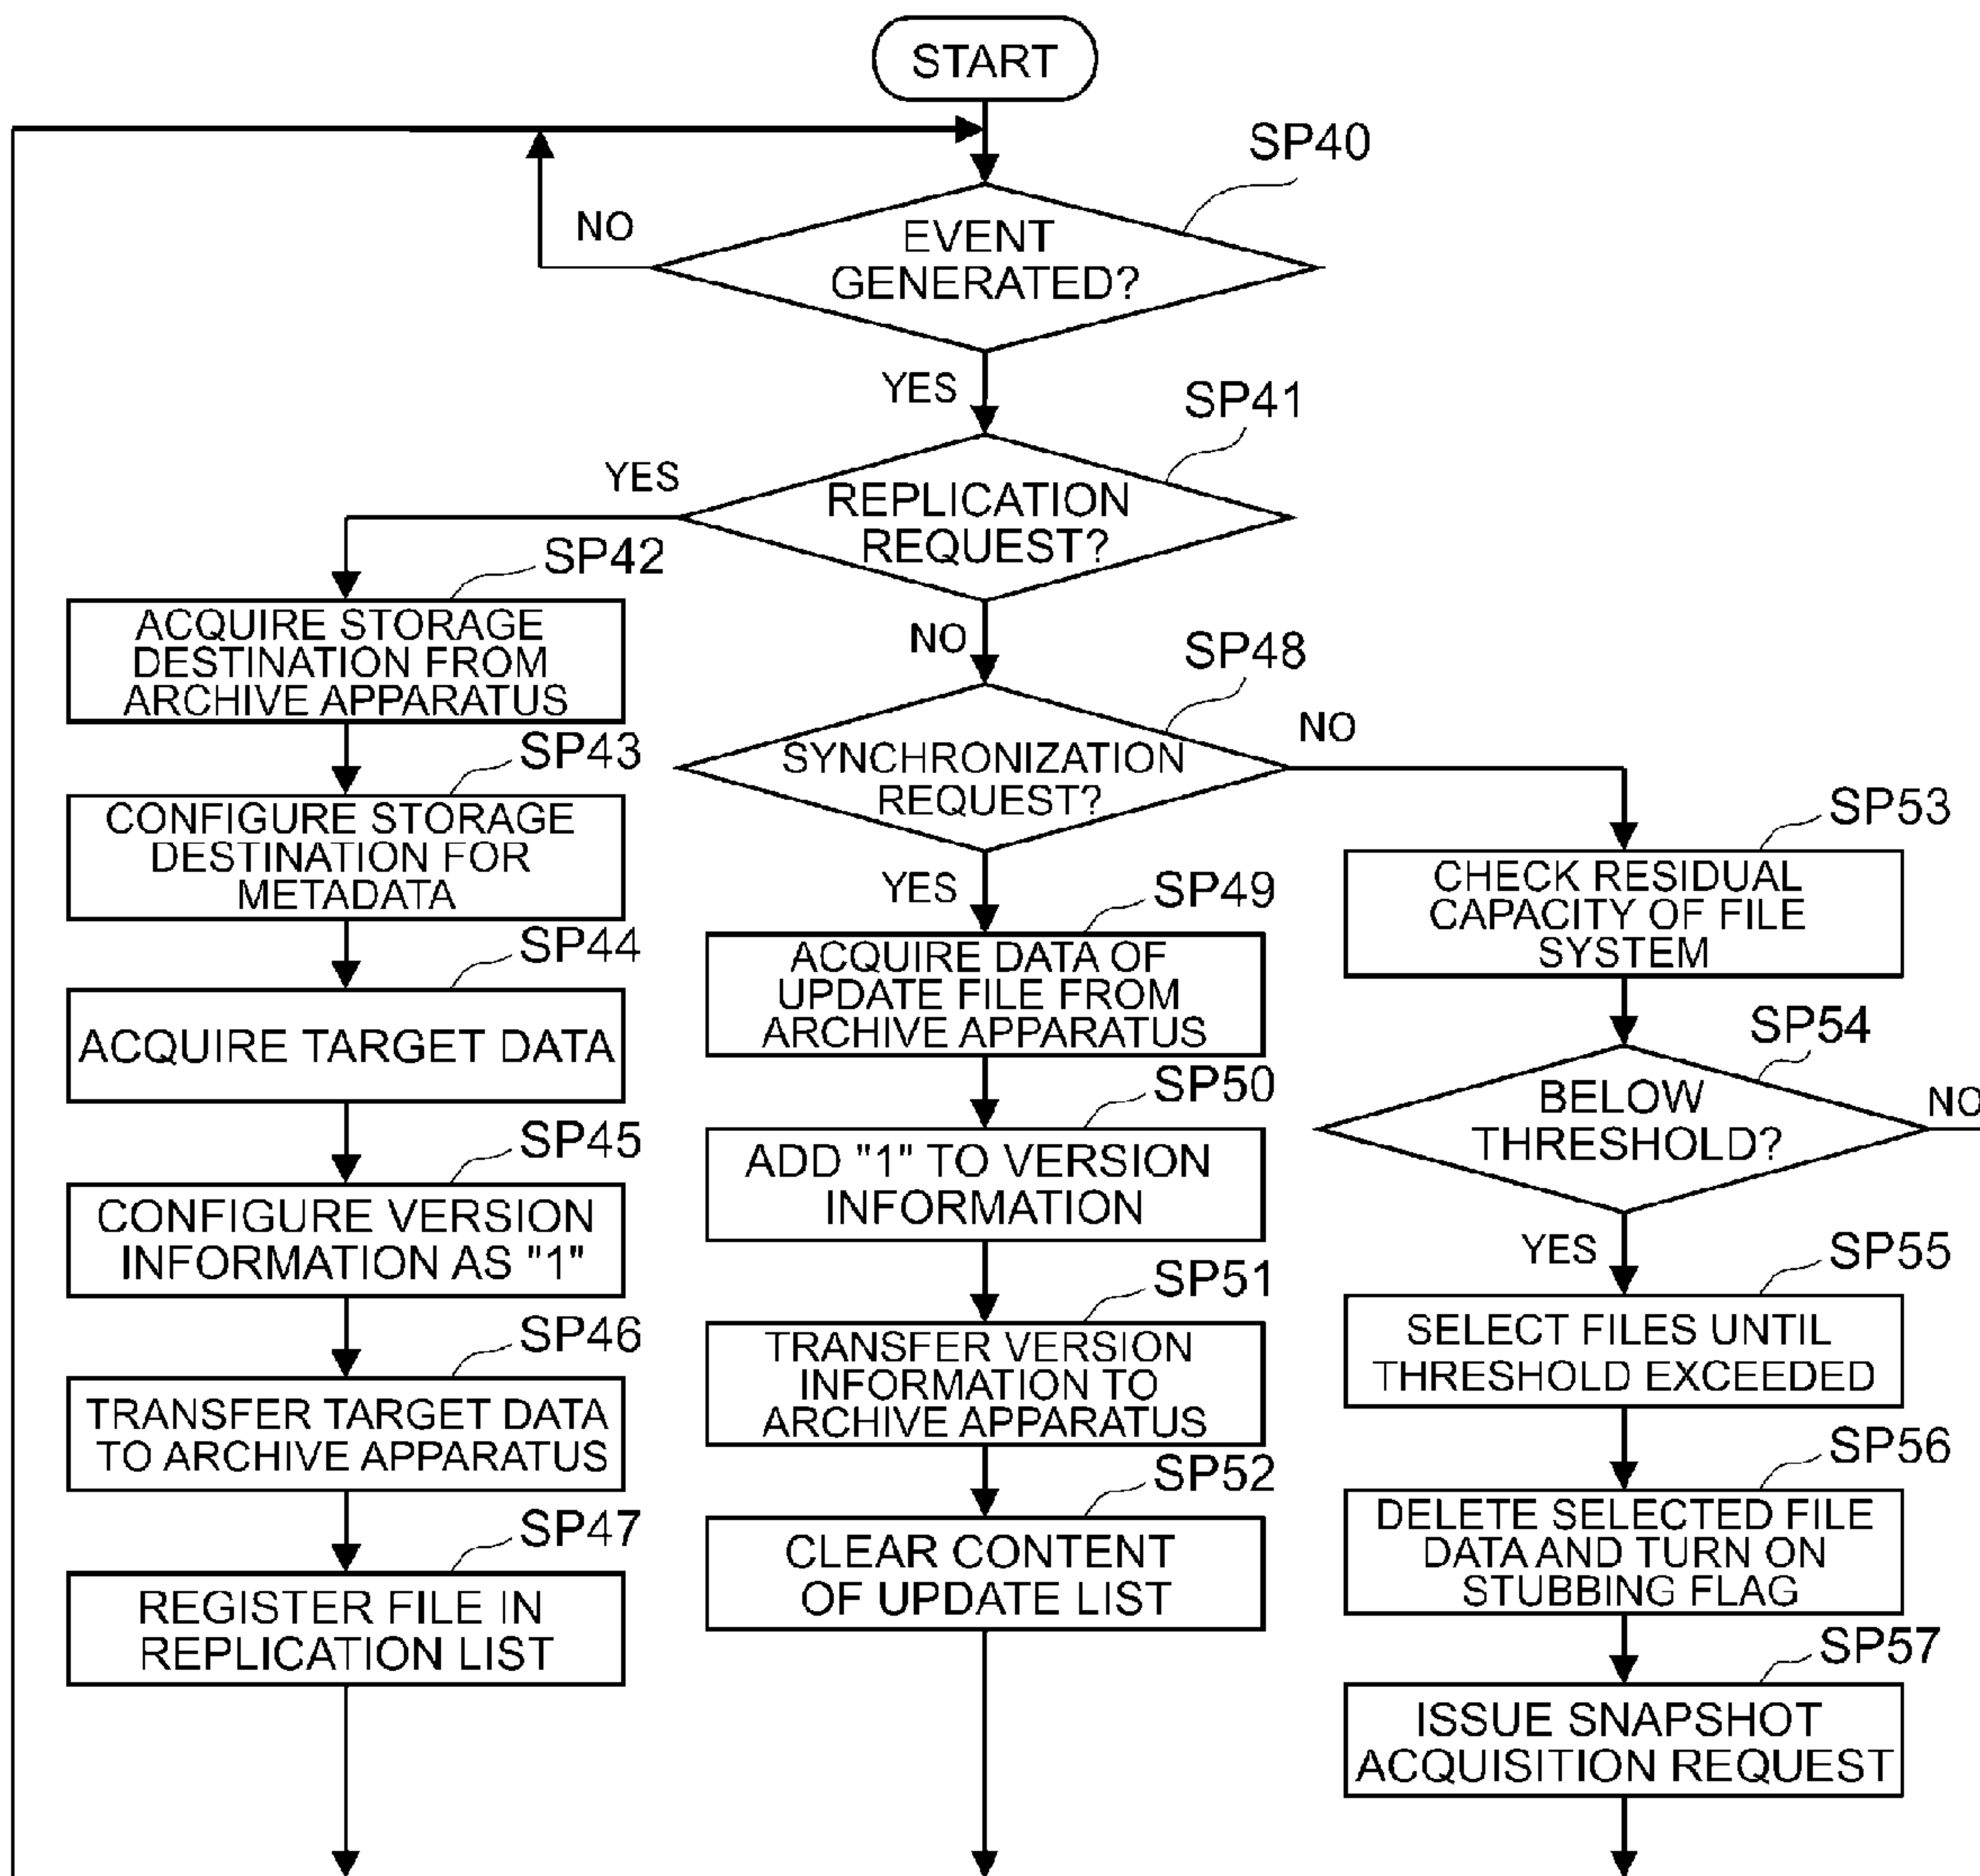 START
SP40
NO
EVENT
GENERATED?
YES
SP41
YES
REPLICATION
REQUEST?
SP42
ACQUIRE STORAGE
DESTINATION FROM
ARCHIVE APPARATUS
SP43
CONFIGURE STORAGE
DESTINATION FOR
METADATA
SP44
ACQUIRE TARGET DATA
SP45
CONFIGURE VERSION
INFORMATION AS "1"
SP46
TRANSFER TARGET DATA
TO ARCHIVE APPARATUS
SP47
REGISTER FILE IN
REPLICATION LIST
NO
SP48
SYNCHRONIZATION
REQUEST?
NO
YES
SP49
ACQUIRE DATA OF
UPDATE FILE FROM
ARCHIVE APPARATUS
SP50
ADD "1" TO VERSION
INFORMATION
SP51
TRANSFER VERSION
INFORMATION TO
ARCHIVE APPARATUS
SP52
CLEAR CONTENT
OF UPDATE LIST
SP53
CHECK RESIDUAL
CAPACITY OF FILE
SYSTEM
SP54
BELOW
THRESHOLD?
NO
YES
SP55
SELECT FILES UNTIL
THRESHOLD EXCEEDED
SP56
DELETE SELECTED FILE
DATA AND TURN ON
STUBBING FLAG
SP57
ISSUE SNAPSHOT
ACQUISITION REQUEST